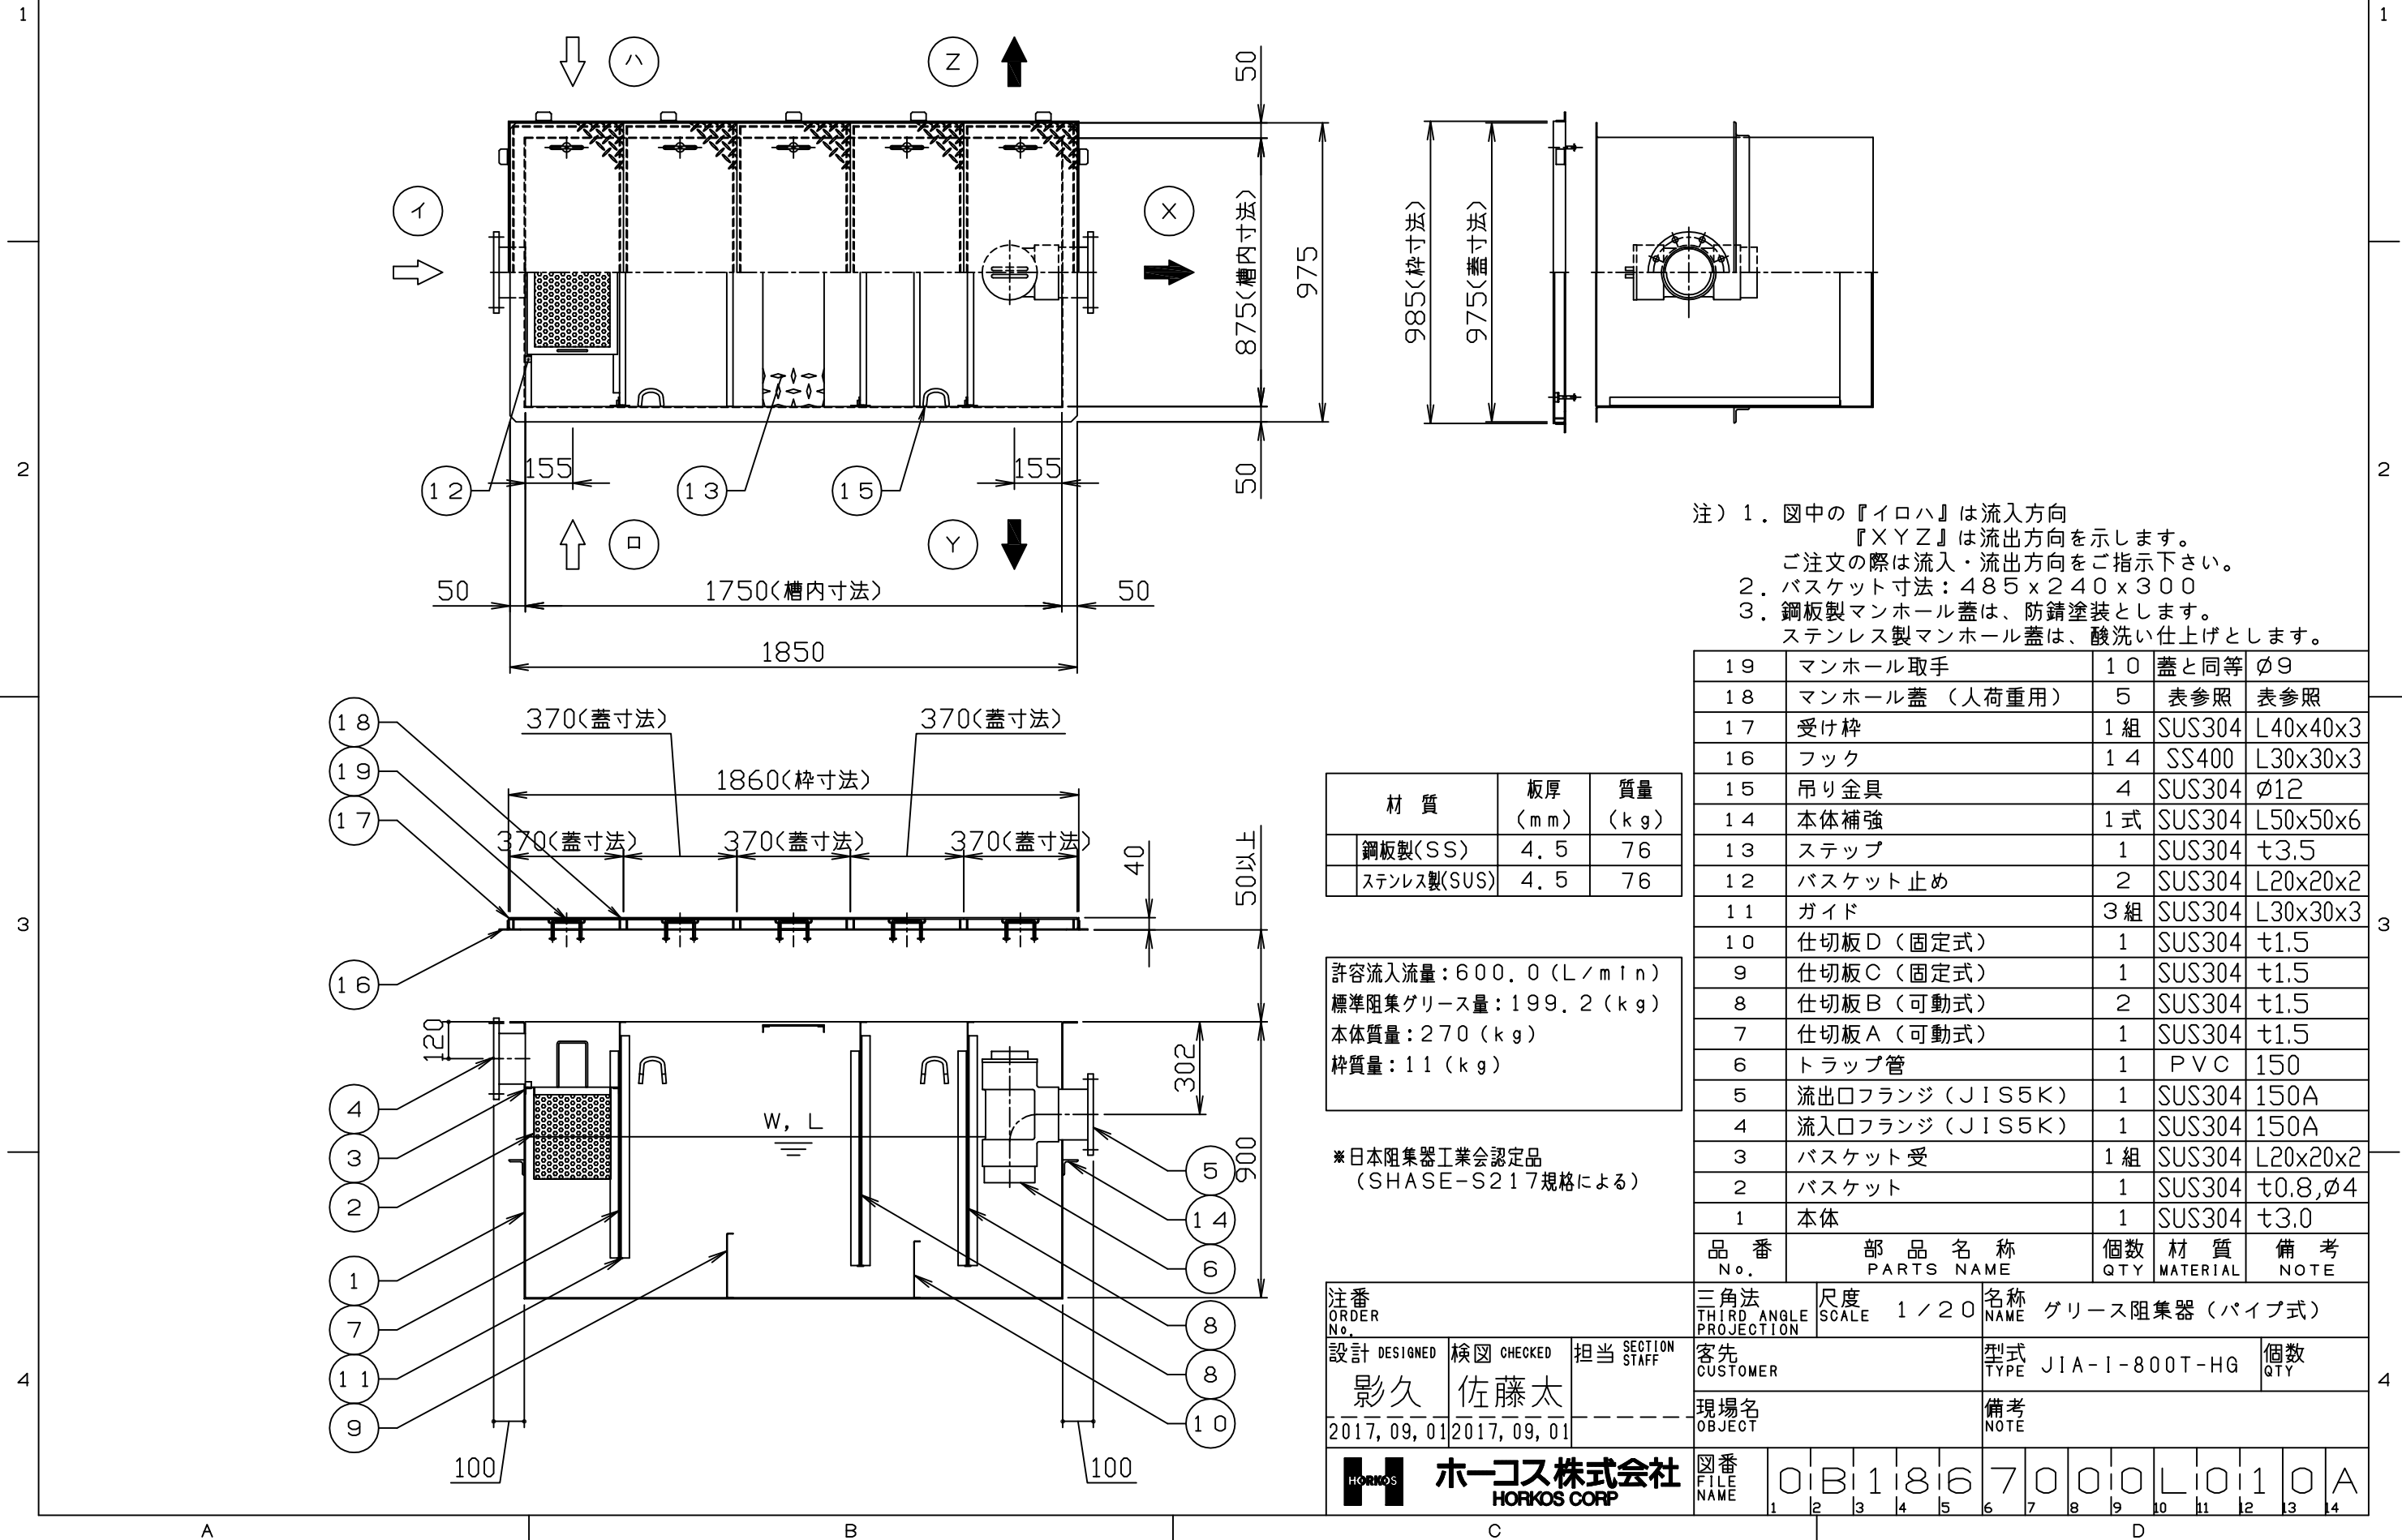 1
1
ハ
Z
イ
X
50
875(槽内寸法)
975
50
985(枠寸法)
975(蓋寸法)
155
155
12
13
15
ロ
Y
50
1750(槽内寸法)
50
1850
2
2
注) 1. 図中の『イロハ』は流入方向
『XYZ』は流出方向を示します。
ご注文の際は流入・流出方向をご指示下さい。
2. バスケット寸法:485x240x300
3. 鋼板製マンホール蓋は、防錆塗装とします。
ステンレス製マンホール蓋は、酸洗い仕上げとします。
18
19
17
16
370(蓋寸法)
370(蓋寸法)
1860(枠寸法)
370(蓋寸法)
370(蓋寸法)
370(蓋寸法)
40
50以上
3
3
120
302
900
W, L
4
3
2
1
7
11
9
5
14
6
8
8
10
100
100
材 質 板厚 (mm) 質量 (kg)
鋼板製(SS) 4.5 76
ステンレス製(SUS) 4.5 76
許容流入流量:600.0(L/min)
標準阻集グリース量:199.2(kg)
本体質量:270(kg)
枠質量:11(kg)
※日本阻集器工業会認定品
(SHASE-S217規格による)
19 マンホール取手 10 蓋と同等 Ø9
18 マンホール蓋 (人荷重用) 5 表参照 表参照
17 受け枠 1組 SUS304 L40x40x3
16 フック 14 SS400 L30x30x3
15 吊り金具 4 SUS304 Ø12
14 本体補強 1式 SUS304 L50x50x6
13 ステップ 1 SUS304 t3.5
12 バスケット止め 2 SUS304 L20x20x2
11 ガイド 3組 SUS304 L30x30x3
10 仕切板D(固定式) 1 SUS304 t1.5
9 仕切板C(固定式) 1 SUS304 t1.5
8 仕切板B(可動式) 2 SUS304 t1.5
7 仕切板A(可動式) 1 SUS304 t1.5
6 トラップ管 1 PVC 150
5 流出口フランジ(JIS5K) 1 SUS304 150A
4 流入口フランジ(JIS5K) 1 SUS304 150A
3 バスケット受 1組 SUS304 L20x20x2
2 バスケット 1 SUS304 t0.8,Ø4
1 本体 1 SUS304 t3.0
品番 部品名称 個数 材質 備考
No. PARTS NAME QTY MATERIAL NOTE
注番
ORDER
No.
三角法
THIRD ANGLE
PROJECTION
尺度
SCALE 1/20
名称
NAME グリース阻集器(パイプ式)
設計 DESIGNED
影久
2017,09,01
検図 CHECKED
佐藤太
2017,09,01
担当 SECTION
STAFF
客先
CUSTOMER
型式
TYPE JIA-I-800T-HG
個数
QTY
現場名
OBJECT
備考
NOTE
HORKOS
ホーコス株式会社
HORKOS CORP
図番
FILE
NAME
0B1867000L010A
1 2 3 4 5 6 7 8 9 10 11 12 13 14
4
4
A
B
C
D